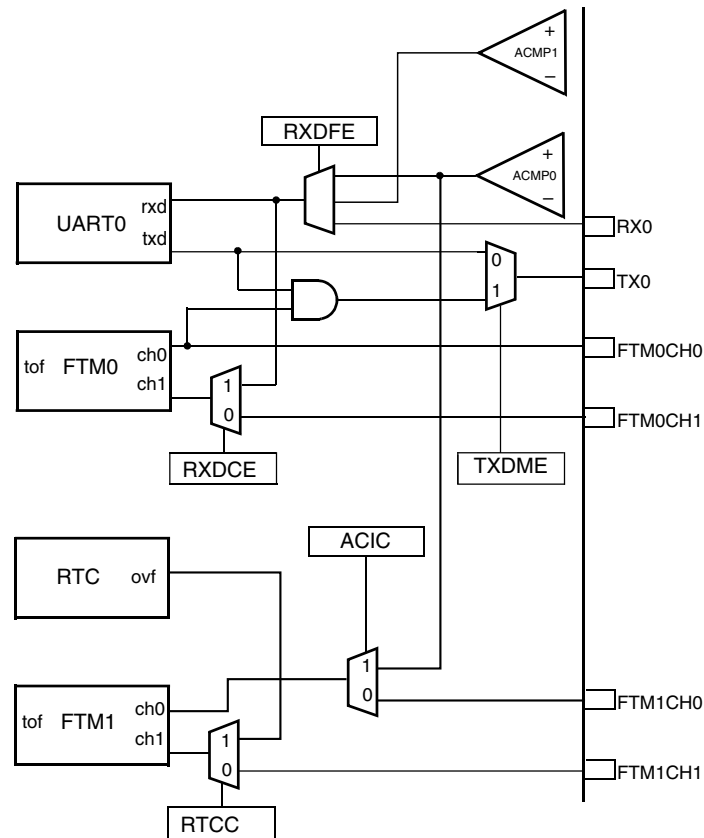 +
ACMP1
−
RXDFE
+
ACMP0
−
rxd
UART0
txd
RX0
0
TX0
1
ch0
FTM0CH0
tof FTM0
ch1
1
0
FTM0CH1
RXDCE
TXDME
ACIC
RTC ovf
1
0
ch0
FTM1CH0
tof FTM1
ch1
1
0
FTM1CH1
RTCC